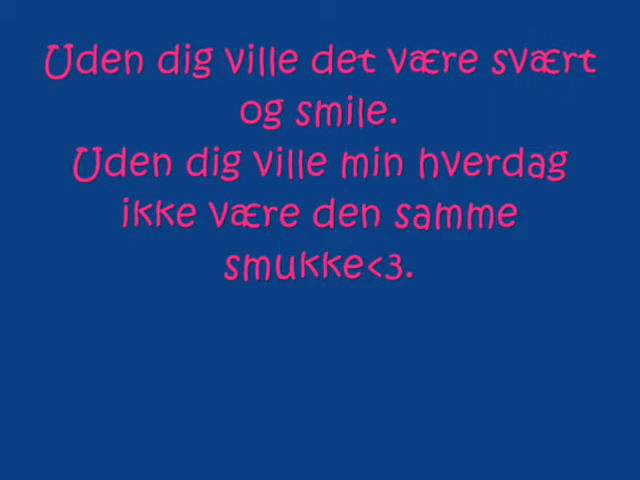 Uden dig ville det være svært
og smile.
Uden dig ville min hverdag
ikke være den samme
smukke<3.